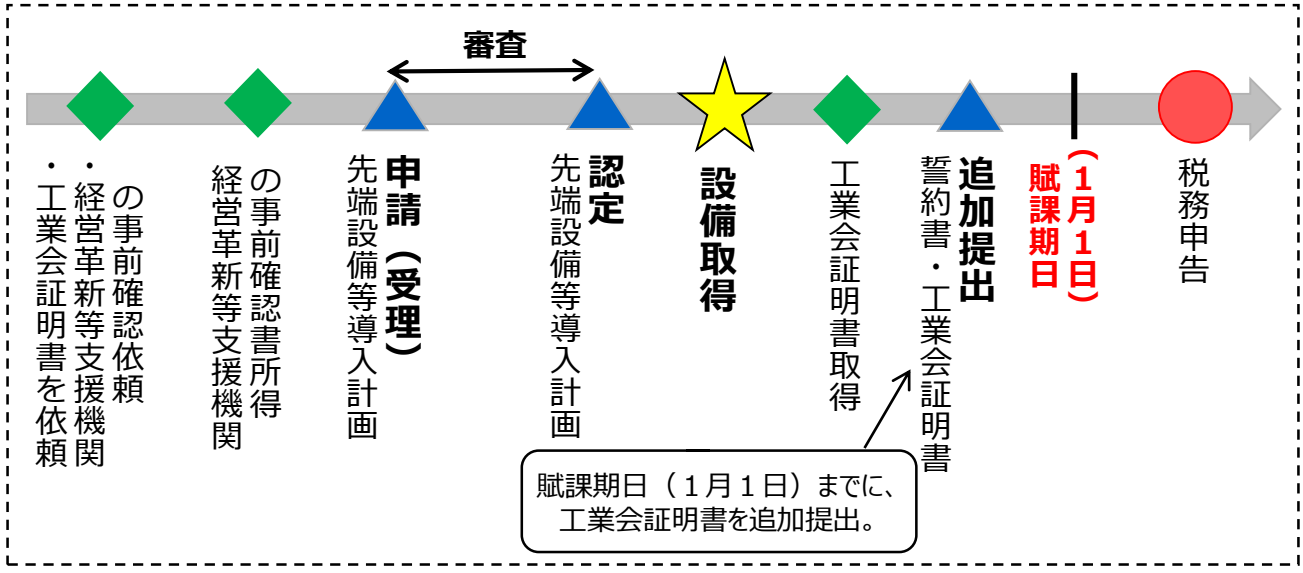 審査
・経営革新等支援機関
の事前確認依頼
・工業会証明書を依頼
経営革新等支援機関
の事前確認書所得
先端設備等導入計画
申請（受理）
先端設備等導入計画
認定
設備取得
工業会証明書取得
誓約書・工業会証明書
追加提出
賦課期日
（１月１日）
税務申告
賦課期日（１月１日）までに、
工業会証明書を追加提出。